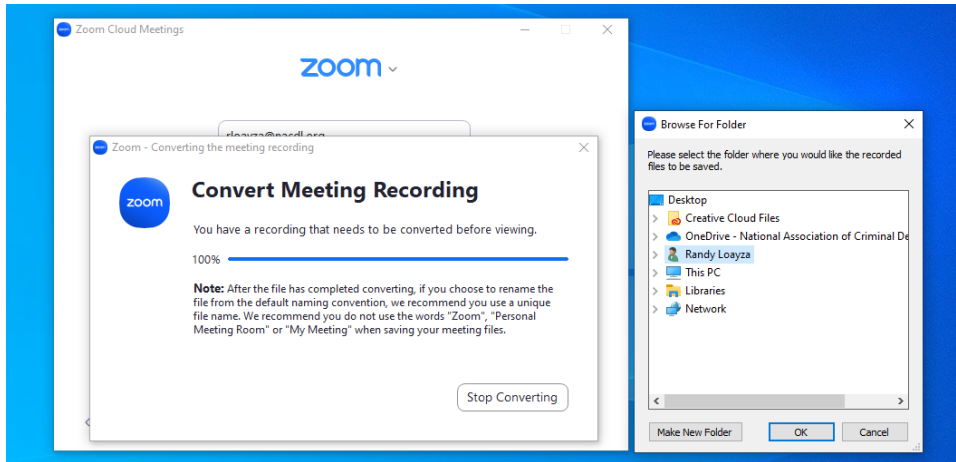 Zoom Cloud Meetings
zoom
rloayza@nacdl.org
Zoom - Converting the meeting recording
zoom
Convert Meeting Recording
You have a recording that needs to be converted before viewing.
100%
Note: After the file has completed converting, if you choose to rename the
file from the default naming convention, we recommend you use a unique
file name. We recommend you do not use the words "Zoom", "Personal
Meeting Room" or "My Meeting" when saving your meeting files.
Stop Converting
Browse For Folder
Please select the folder where you would like the recorded
files to be saved.
Desktop
Creative Cloud Files
OneDrive - National Association of Criminal De
Randy Loayza
This PC
Libraries
Network
Make New Folder
OK
Cancel